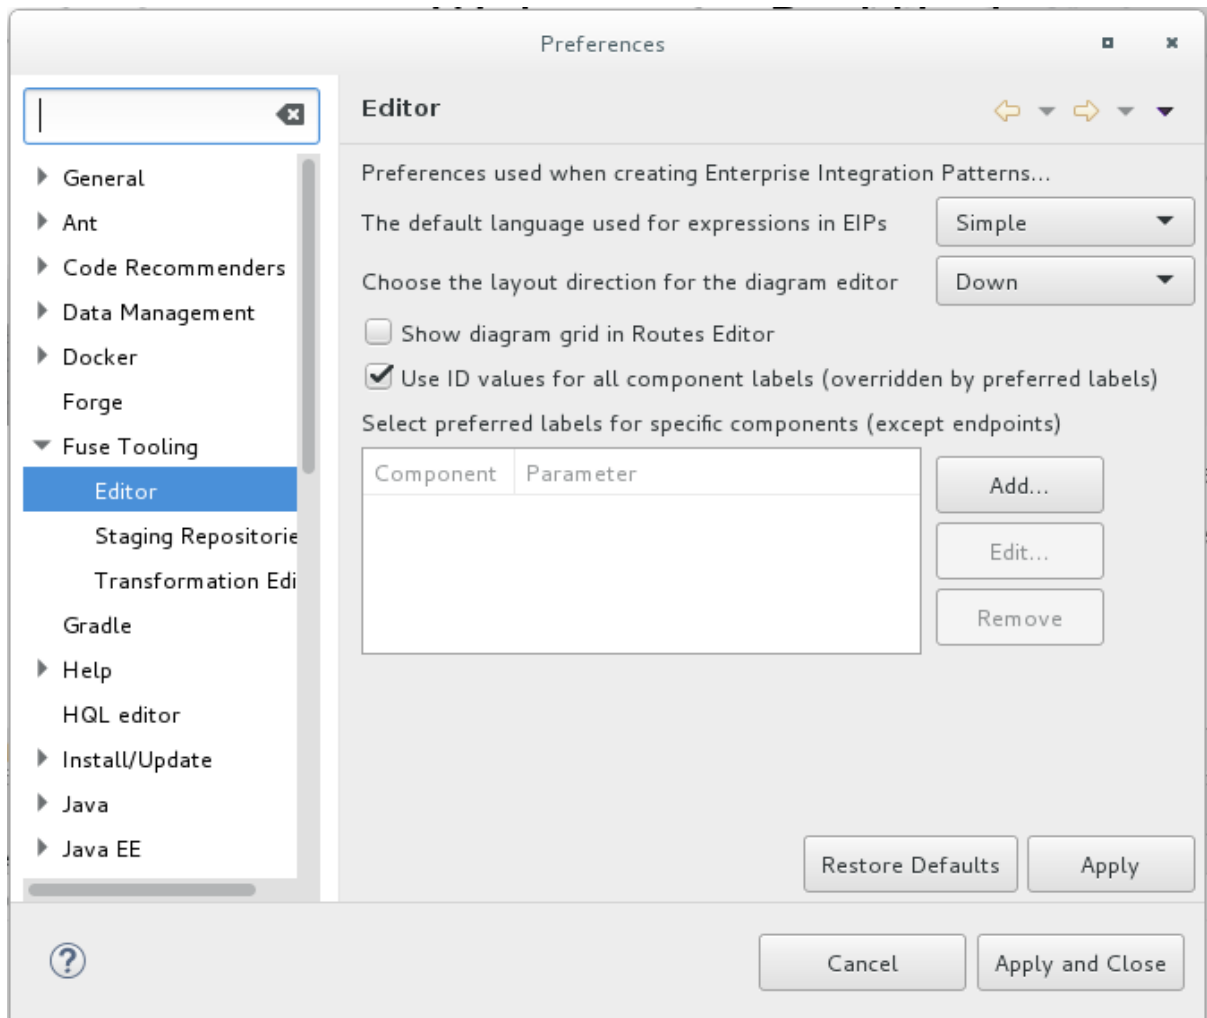 Preferences
Editor
Preferences used when creating Enterprise Integration Patterns...
The default language used for expressions in EIPs
Simple
Choose the layout direction for the diagram editor
Down
Show diagram grid in Routes Editor
Use ID values for all component labels (overridden by preferred labels)
Select preferred labels for specific components (except endpoints)
Component
Parameter
Add...
Edit...
Remove
General
Ant
Code Recommenders
Data Management
Docker
Forge
Fuse Tooling
Editor
Staging Repositorie
Transformation Edi
Gradle
Help
HQL editor
Install/Update
Java
Java EE
Restore Defaults
Apply
?
Cancel
Apply and Close